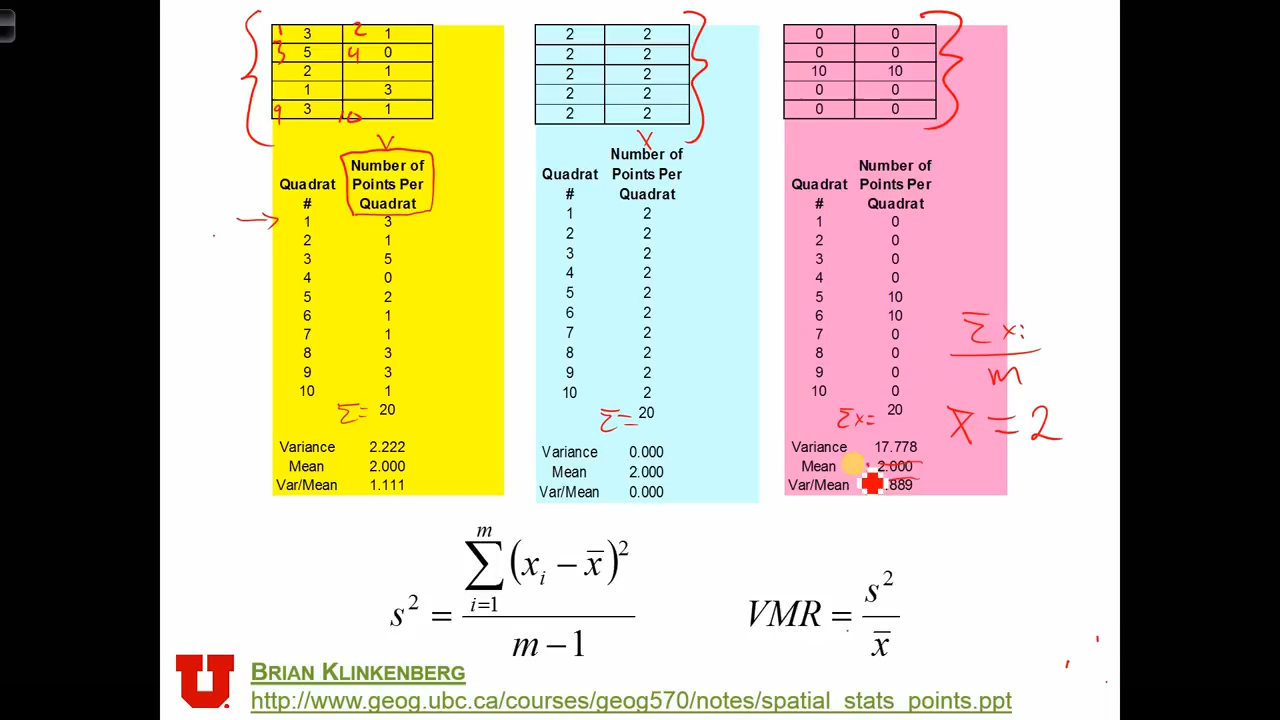 1 3 2 1
3 5 4 0
2 1
1 3
9 3 10 1
Number of
Points Per
Quadrat
Quadrat
#
1 3
2 1
3 5
4 0
5 2
6 1
7 1
8 3
9 3
10 1
Σ= 20
Variance 2.222
Mean 2.000
Var/Mean 1.111
2 2
2 2
2 2
2 2
2 2
X
Number of
Points Per
Quadrat
Quadrat
#
1 2
2 2
3 2
4 2
5 2
6 2
7 2
8 2
9 2
10 2
Σ= 20
Variance 0.000
Mean 2.000
Var/Mean 0.000
0 0
0 0
10 10
0 0
0 0
Number of
Points Per
Quadrat
Quadrat
#
1 0
2 0
3 0
4 0
5 10
6 10
7 0
8 0
9 0
10 0
Σx= 20
Variance 17.778
Mean 2.000
Var/Mean .889
Σxi
m
x̄ = 2
s² = Σ (xᵢ − x̄)²
m
i=1
m − 1
VMR = s²
x̄
U
BRIAN KLINKENBERG
http://www.geog.ubc.ca/courses/geog570/notes/spatial_stats_points.ppt